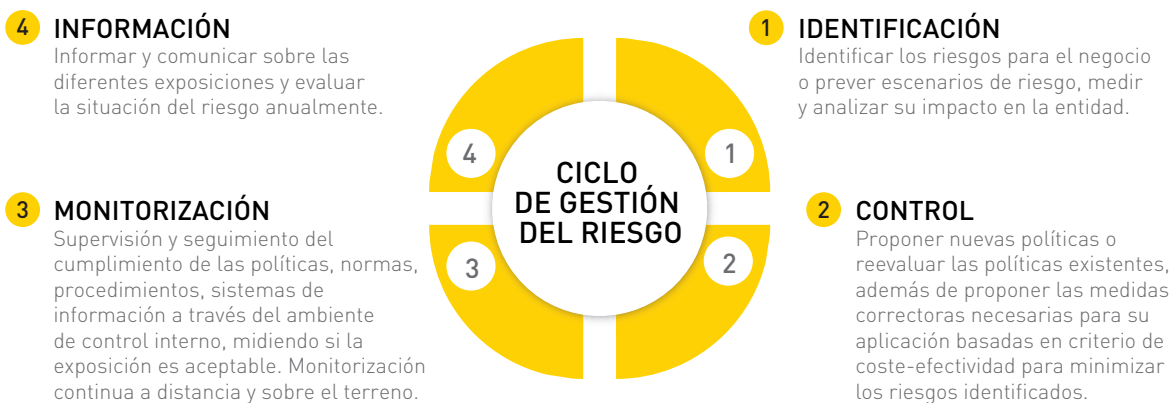 4 INFORMACIÓN
Informar y comunicar sobre las
diferentes exposiciones y evaluar
la situación del riesgo anualmente.
1 IDENTIFICACIÓN
Identificar los riesgos para el negocio
o prever escenarios de riesgo, medir
y analizar su impacto en la entidad.
4
1
CICLO
DE GESTIÓN
DEL RIESGO
3
2
3 MONITORIZACIÓN
Supervisión y seguimiento del
cumplimiento de las políticas, normas,
procedimientos, sistemas de
información a través del ambiente
de control interno, midiendo si la
exposición es aceptable. Monitorización
continua a distancia y sobre el terreno.
2 CONTROL
Proponer nuevas políticas o
reevaluar las políticas existentes,
además de proponer las medidas
correctoras necesarias para su
aplicación basadas en criterio de
coste-efectividad para minimizar
los riesgos identificados.